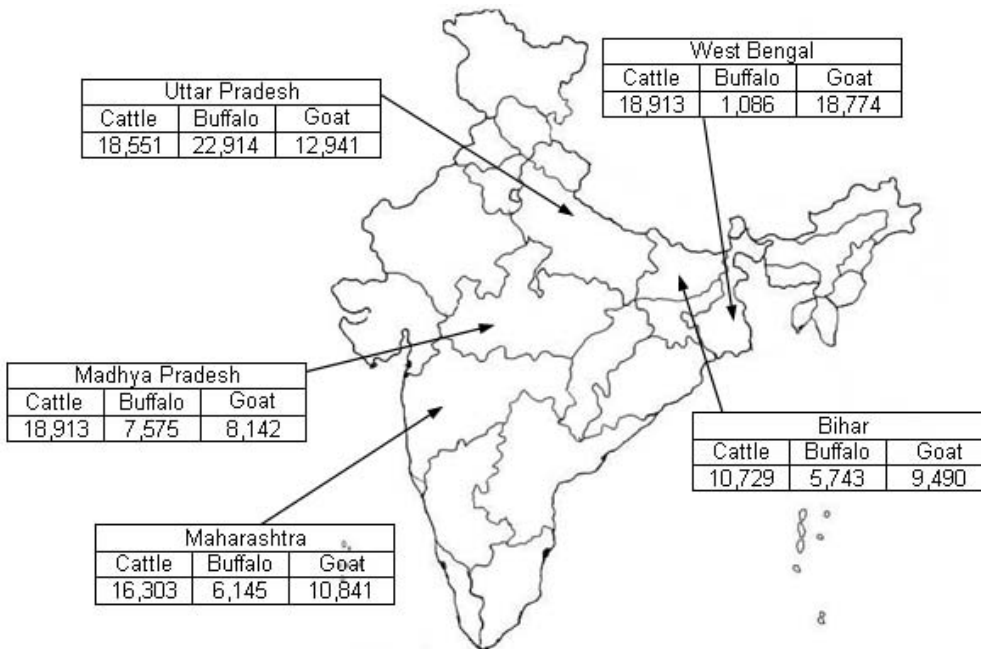 West Bengal
Cattle Buffalo Goat
18,913 1,086 18,774
Uttar Pradesh
Cattle Buffalo Goat
18,551 22,914 12,941
Madhya Pradesh
Cattle Buffalo Goat
18,913 7,575 8,142
Bihar
Cattle Buffalo Goat
10,729 5,743 9,490
Maharashtra
Cattle Buffalo Goat
16,303 6,145 10,841